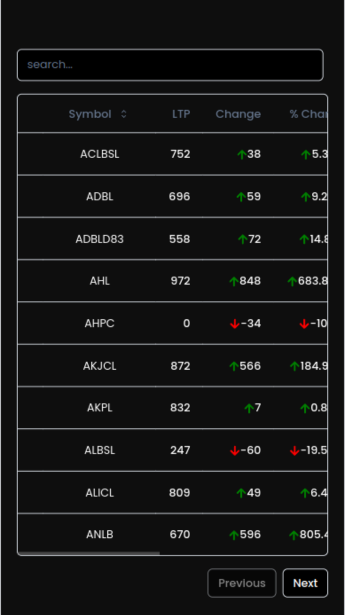 search...
Symbol LTP Change % Cha
ACLBSL 752 ↑38 ↑5.3
ADBL 696 ↑59 ↑9.2
ADBLD83 558 ↑72 ↑14.8
AHL 972 ↑848 ↑683.8
AHPC 0 ↓-34 ↓-10
AKJCL 872 ↑566 ↑184.9
AKPL 832 ↑7 ↑0.8
ALBSL 247 ↓-60 ↓-19.5
ALICL 809 ↑49 ↑6.4
ANLB 670 ↑596 ↑805.4
Previous Next